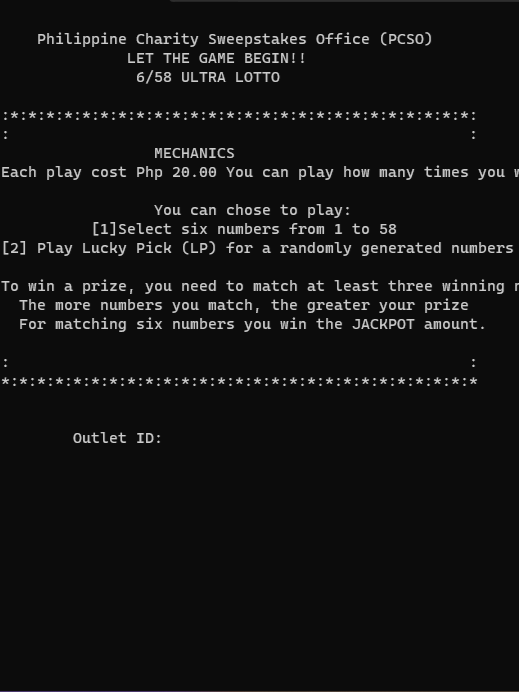 Philippine Charity Sweepstakes Office (PCSO)
LET THE GAME BEGIN!!
6/58 ULTRA LOTTO
:*:*:*:*:*:*:*:*:*:*:*:*:*:*:*:*:*:*:*:*:*:*:*:*:*:*:
: :
MECHANICS
Each play cost Php 20.00 You can play how many times you
You can chose to play:
[1]Select six numbers from 1 to 58
[2] Play Lucky Pick (LP) for a randomly generated numbers
To win a prize, you need to match at least three winning
The more numbers you match, the greater your prize
For matching six numbers you win the JACKPOT amount.
: :
*:*:*:*:*:*:*:*:*:*:*:*:*:*:*:*:*:*:*:*:*:*:*:*:*:*:*
Outlet ID: